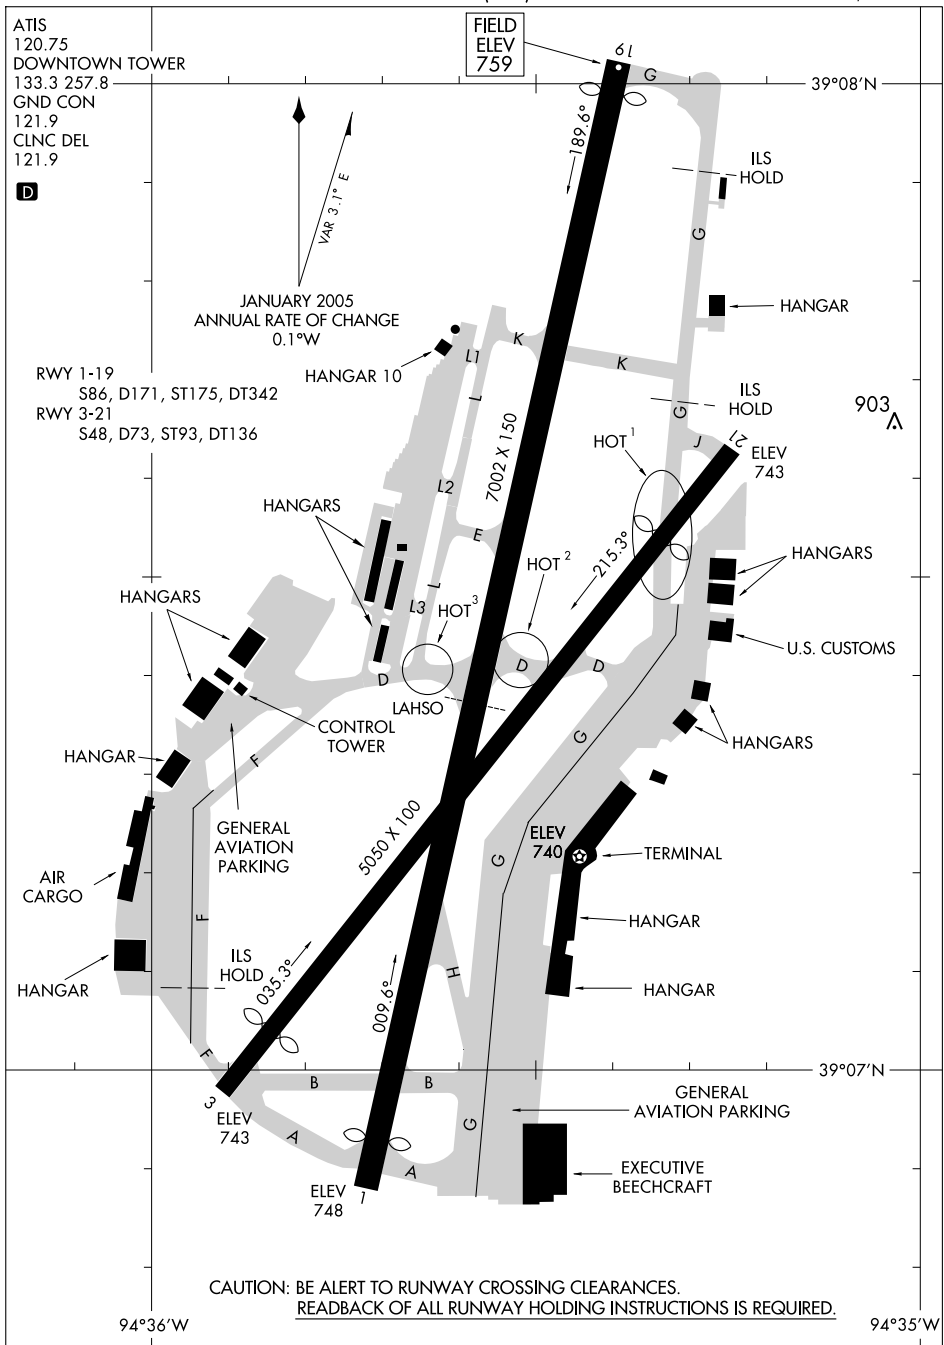 ATIS
120.75
DOWNTOWN TOWER
133.3 257.8
GND CON
121.9
CLNC DEL
121.9
D
FIELD
ELEV
759
19
G
39°08'N
189.6°
VAR 3.1° E
ILS
HOLD
G
JANUARY 2005
ANNUAL RATE OF CHANGE
0.1°W
HANGAR
K
K
L1
HANGAR 10
RWY 1-19
S86, D171, ST175, DT342
RWY 3-21
S48, D73, ST93, DT136
L
ILS
HOLD
G
903
J
21
ELEV
743
HOT 1
7002 X 150
L2
HANGARS
E
215.3°
HOT 2
HANGARS
HANGARS
L
L3
HOT 3
U.S. CUSTOMS
D
D
D
LAHSO
CONTROL
TOWER
G
HANGARS
HANGAR
F
5050 X 100
GENERAL
AVIATION
PARKING
ELEV
740
TERMINAL
G
AIR
CARGO
F
HANGAR
ILS
HOLD
035.3°
009.6°
H
HANGAR
HANGAR
F
39°07'N
B
B
3
ELEV
743
A
G
GENERAL
AVIATION PARKING
A
EXECUTIVE
BEECHCRAFT
ELEV
748
1
CAUTION: BE ALERT TO RUNWAY CROSSING CLEARANCES.
READBACK OF ALL RUNWAY HOLDING INSTRUCTIONS IS REQUIRED.
94°36'W
94°35'W